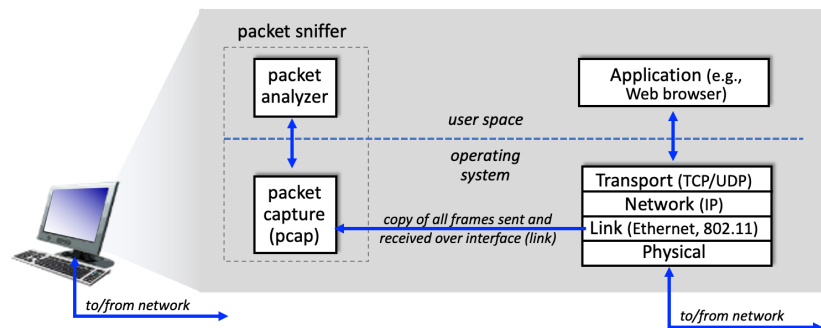 packet sniffer
packet
analyzer
Application (e.g.,
Web browser)
user space
operating
system
packet
capture
(pcap)
copy of all frames sent and
received over interface (link)
Transport (TCP/UDP)
Network (IP)
Link (Ethernet, 802.11)
Physical
to/from network
to/from network